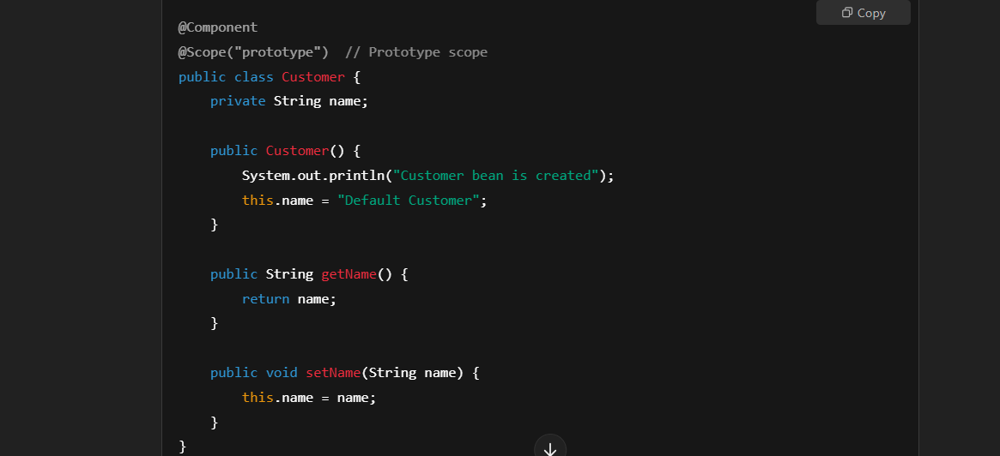 Copy
@Component
@Scope("prototype")  // Prototype scope
public class Customer {
    private String name;

    public Customer() {
        System.out.println("Customer bean is created");
        this.name = "Default Customer";
    }

    public String getName() {
        return name;
    }

    public void setName(String name) {
        this.name = name;
    }
}